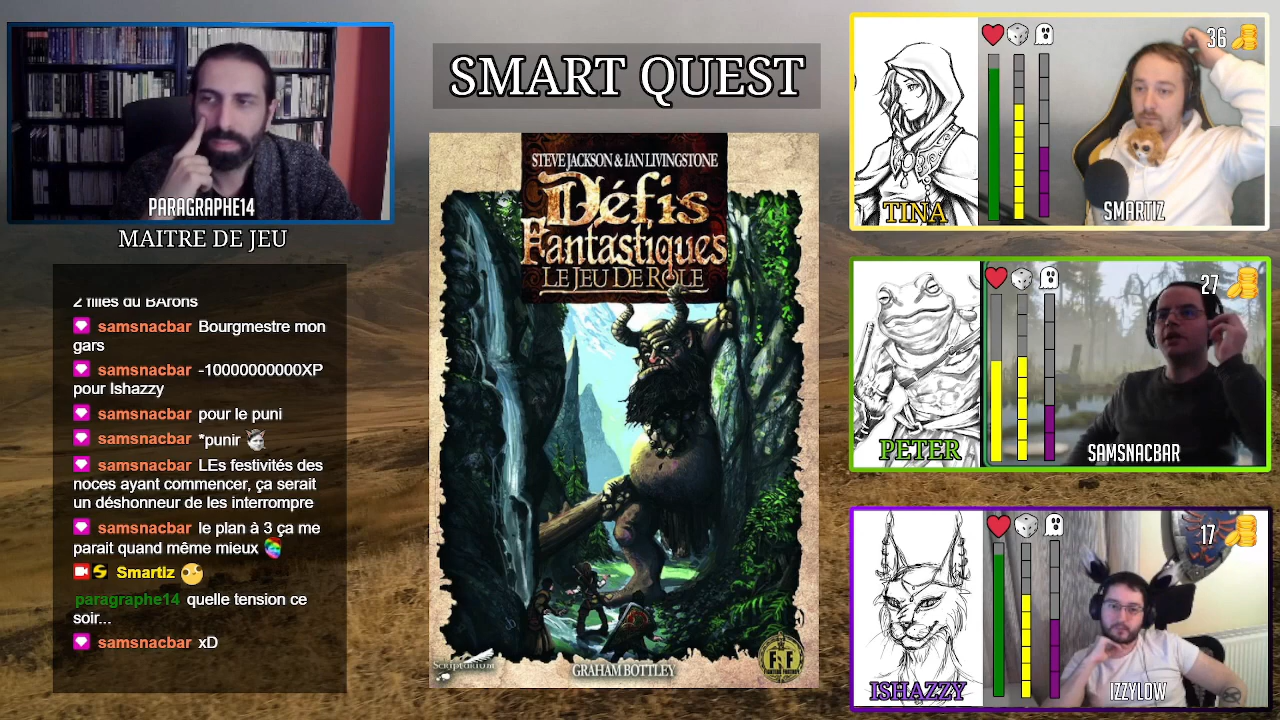 PARAGRAPHE14
MAITRE DE JEU
2 filles du BArons
samsnacbar Bourgmestre mon
gars
samsnacbar -10000000000XP
pour Ishazzy
samsnacbar pour le puni
samsnacbar *punir
samsnacbar LEs festivités des
noces ayant commencer, ça serait
un déshonneur de les interrompre
samsnacbar le plan à 3 ça me
parait quand même mieux
Smartiz
paragraphe14 quelle tension ce
soir...
samsnacbar xD
SMART QUEST
STEVE JACKSON & IAN LIVINGSTONE
Défis
Fantastiques
LE JEU DE ROLE
Scriptarium
GRAHAM BOTTLEY
FF
36
TINA
SMARTIZ
27
PETER
SAMSNACBAR
17
ISHAZZY
IZZYLOW